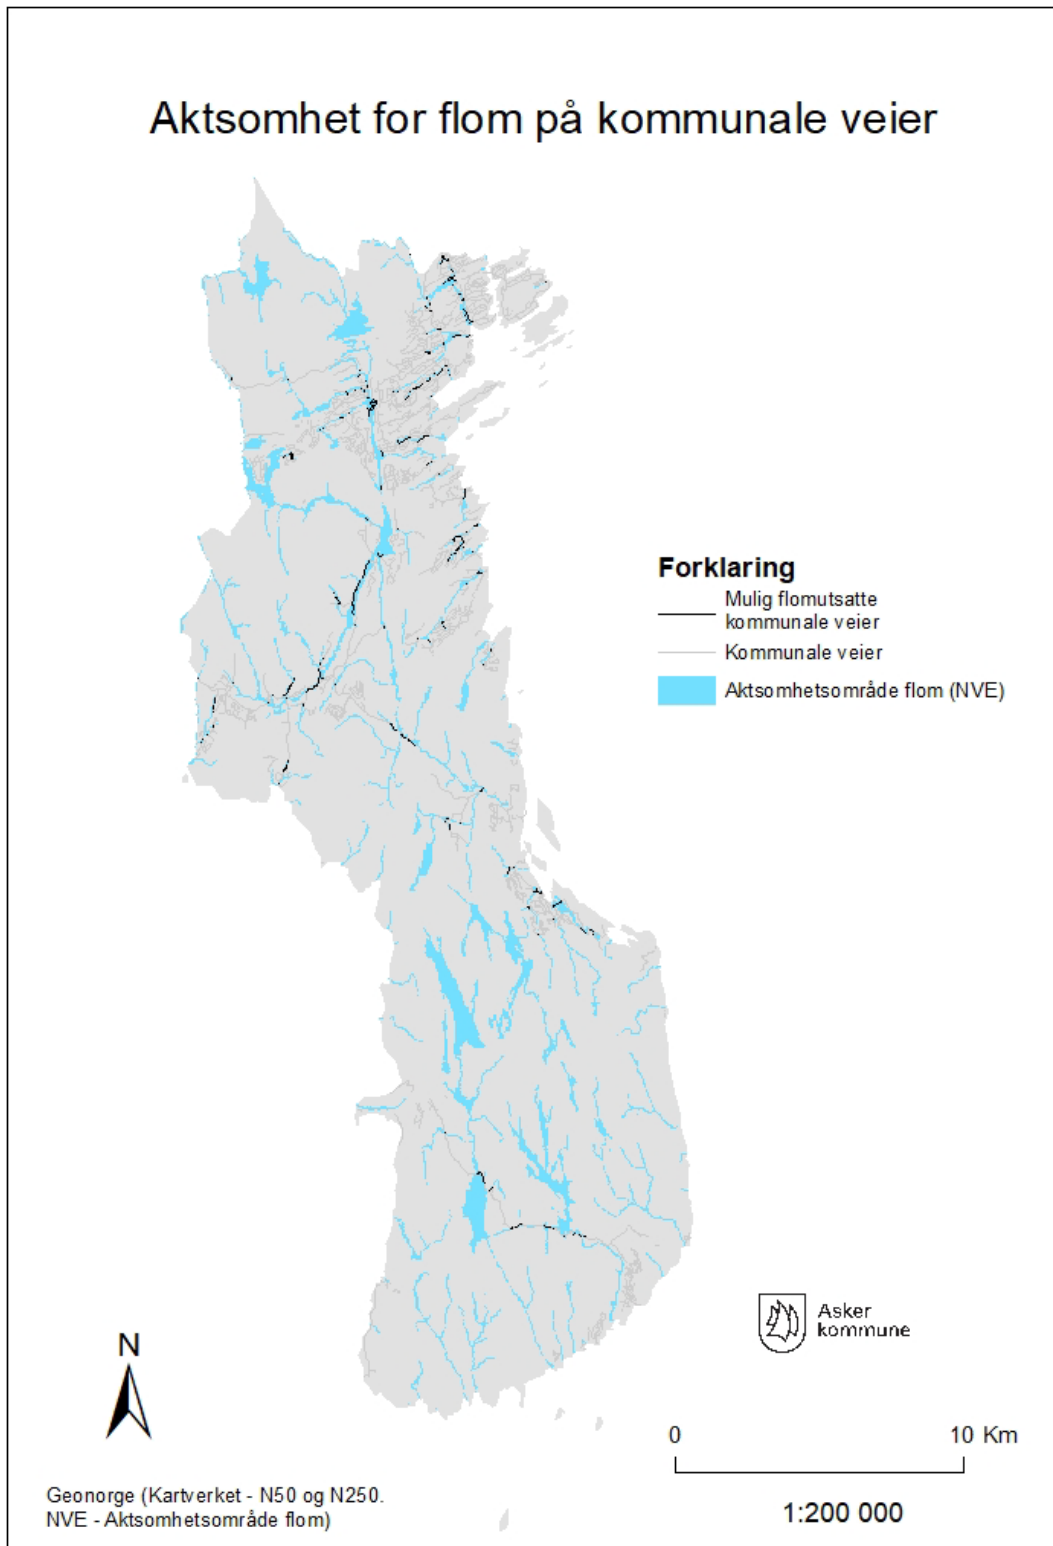 Aktsomhet for flom på kommunale veier
Forklaring
Mulig flomutsatte
kommunale veier
Kommunale veier
Aktsomhetsområde flom (NVE)
Asker
kommune
N
0 10 Km
1:200 000
Geonorge (Kartverket - N50 og N250.
NVE - Aktsomhetsområde flom)